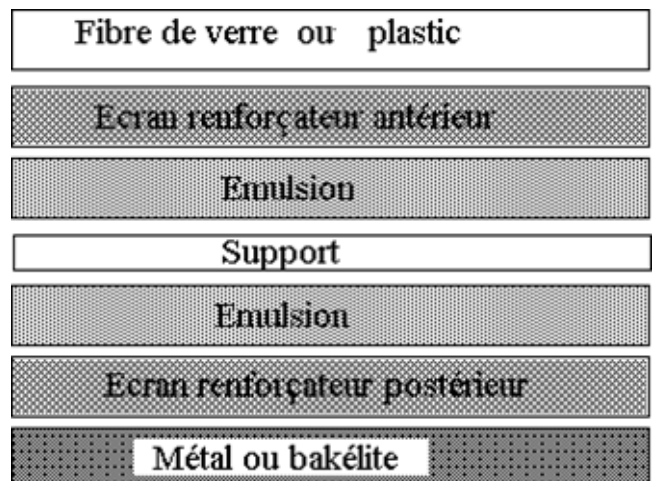 Fibre de verre ou plastic
Ecran renforçateur antérieur
Emulsion
Support
Emulsion
Ecran renforçateur postérieur
Métal ou bakélite